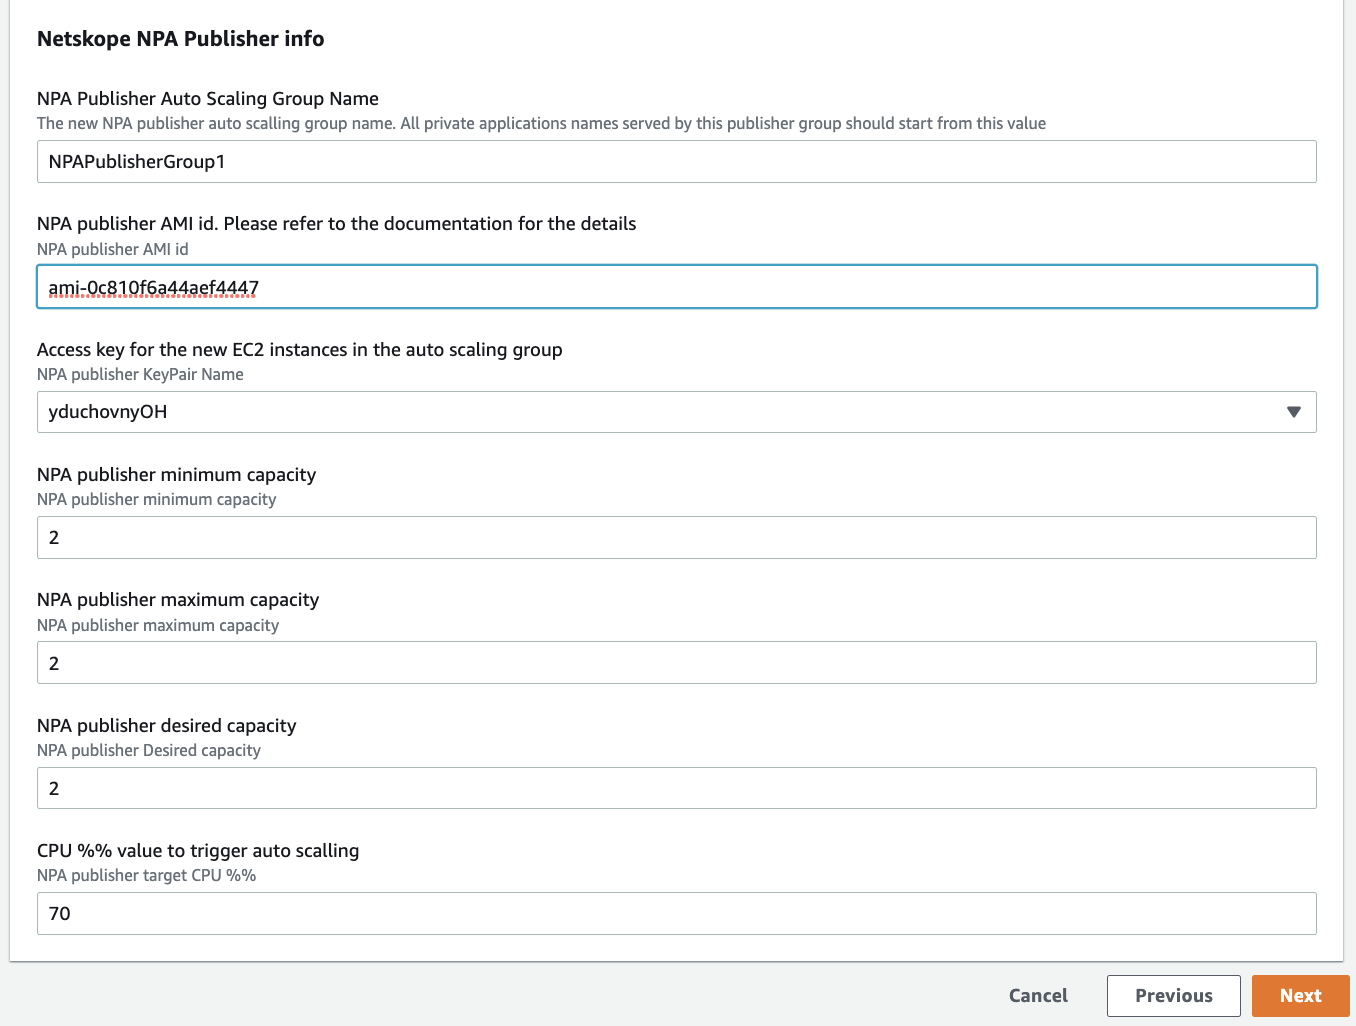 Netskope NPA Publisher info
NPA Publisher Auto Scaling Group Name
The new NPA publisher auto scalling group name. All private applications names served by this publisher group should start from this value
NPAPublisherGroup1
NPA publisher AMI id. Please refer to the documentation for the details
NPA publisher AMI id
ami-0c810f6a44aef4447
Access key for the new EC2 instances in the auto scaling group
NPA publisher KeyPair Name
yduchovnyOH
NPA publisher minimum capacity
NPA publisher minimum capacity
2
NPA publisher maximum capacity
NPA publisher maximum capacity
2
NPA publisher desired capacity
NPA publisher Desired capacity
2
CPU %% value to trigger auto scalling
NPA publisher target CPU %%
70
Cancel Previous Next